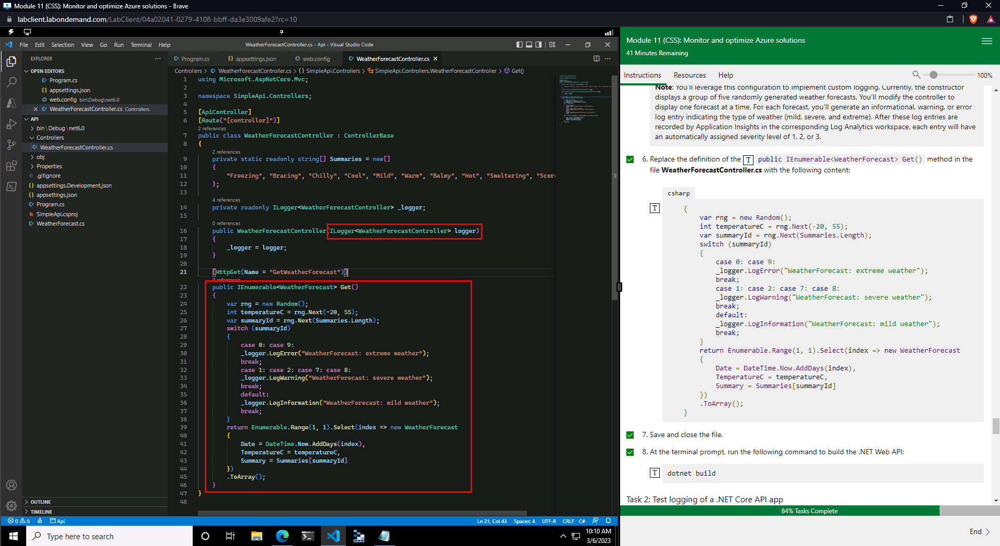 Module 11 (CSS): Monitor and optimize Azure solutions - Brave
labclient.labondemand.com/LabClient/04a02041-0279-4108-bbff-da3e3009afe2?rc=10
File Edit Selection View Go Run Terminal Help
WeatherForecastController.cs - Api - Visual Studio Code
EXPLORER
OPEN EDITORS
Program.cs
appsettings.json
web.config bin\Debug\net6.0
WeatherForecastController.cs Controllers
API
bin \ Debug \ net6.0
Controllers
WeatherForecastController.cs
obj
Properties
.gitignore
appsettings.Development.json
appsettings.json
Program.cs
SimpleApi.csproj
WeatherForecast.cs
OUTLINE
TIMELINE
Program.cs
appsettings.json
web.config
WeatherForecastController.cs
Controllers > WeatherForecastController.cs > {} SimpleApi.Controllers > SimpleApi.Controllers.WeatherForecastController > Get()
1 using Microsoft.AspNetCore.Mvc;
2
3 namespace SimpleApi.Controllers;
4
5 [ApiController]
6 [Route("[controller]")]
2 references
7 public class WeatherForecastController : ControllerBase
8 {
2 references
9 private static readonly string[] Summaries = new[]
10 {
11 "Freezing", "Bracing", "Chilly", "Cool", "Mild", "Warm", "Balmy", "Hot", "Sweltering", "Scor
12 };
13
4 references
14 private readonly ILogger<WeatherForecastController> _logger;
15
0 references
16 public WeatherForecastController(ILogger<WeatherForecastController> logger)
17 {
18 _logger = logger;
19 }
20
21 [HttpGet(Name = "GetWeatherForecast")]
0 references
22 public IEnumerable<WeatherForecast> Get()
23 {
24 var rng = new Random();
25 int temperatureC = rng.Next(-20, 55);
26 var summaryId = rng.Next(Summaries.Length);
27 switch (summaryId)
28 {
29 case 0: case 9:
30 _logger.LogError("WeatherForecast: extreme weather");
31 break;
32 case 1: case 2: case 7: case 8:
33 _logger.LogWarning("WeatherForecast: severe weather");
34 break;
35 default:
36 _logger.LogInformation("WeatherForecast: mild weather");
37 break;
38 }
39 return Enumerable.Range(1, 1).Select(index => new WeatherForecast
40 {
41 Date = DateTime.Now.AddDays(index),
42 TemperatureC = temperatureC,
43 Summary = Summaries[summaryId]
44 })
45 .ToArray();
46 }
47 }
48
0 0 Api
Ln 21, Col 43 Spaces: 4 UTF-8 CRLF C#
Type here to search
10:10 AM
3/6/2023
Module 11 (CSS): Monitor and optimize Azure solutions
41 Minutes Remaining
Instructions Resources Help
100%
Note: You'll leverage this configuration to implement custom logging. Currently, the constructor
displays a group of five randomly generated weather forecasts. You'll modify the controller to
display one forecast at a time. For each forecast, you'll generate an informational, warning, or error
log entry indicating the type of weather (mild, severe, and extreme). After these log entries are
recorded by Application Insights in the corresponding Log Analytics workspace, each entry will have
an automatically assigned severity level of 1, 2, or 3.
6. Replace the definition of the T public IEnumerable<WeatherForecast> Get() method in the
file WeatherForecastController.cs with the following content:
csharp
T
{
var rng = new Random();
int temperatureC = rng.Next(-20, 55);
var summaryId = rng.Next(Summaries.Length);
switch (summaryId)
{
case 0: case 9:
_logger.LogError("WeatherForecast: extreme weather");
break;
case 1: case 2: case 7: case 8:
_logger.LogWarning("WeatherForecast: severe weather");
break;
default:
_logger.LogInformation("WeatherForecast: mild weather");
break;
}
return Enumerable.Range(1, 1).Select(index => new WeatherForecast
{
Date = DateTime.Now.AddDays(index),
TemperatureC = temperatureC,
Summary = Summaries[summaryId]
})
.ToArray();
}
7. Save and close the file.
8. At the terminal prompt, run the following command to build the .NET Web API:
T dotnet build
Task 2: Test logging of a .NET Core API app
84% Tasks Complete
End